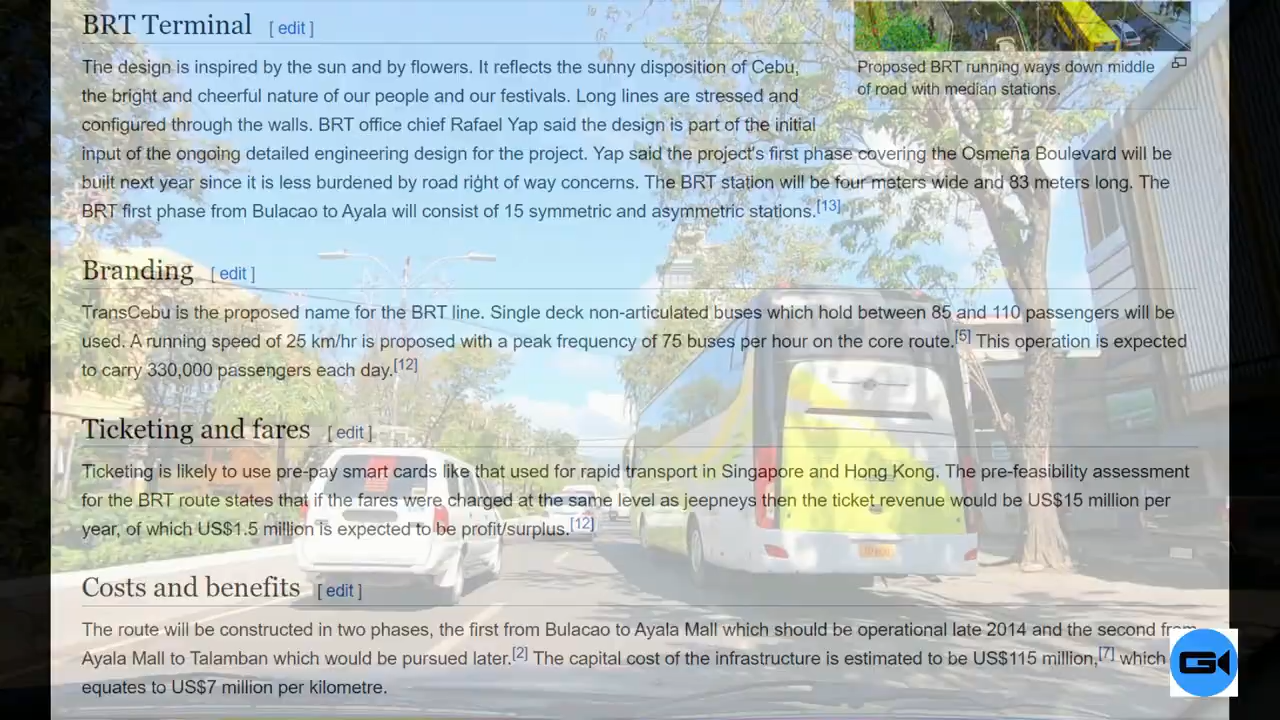 BRT Terminal [ edit ]
Proposed BRT running ways down middle
of road with median stations.
The design is inspired by the sun and by flowers. It reflects the sunny disposition of Cebu,
the bright and cheerful nature of our people and our festivals. Long lines are stressed and
configured through the walls. BRT office chief Rafael Yap said the design is part of the initial
input of the ongoing detailed engineering design for the project. Yap said the project's first phase covering the Osmeña Boulevard will be
built next year since it is less burdened by road right of way concerns. The BRT station will be four meters wide and 83 meters long. The
BRT first phase from Bulacao to Ayala will consist of 15 symmetric and asymmetric stations.[13]
Branding [ edit ]
TransCebu is the proposed name for the BRT line. Single deck non-articulated buses which hold between 85 and 110 passengers will be
used. A running speed of 25 km/hr is proposed with a peak frequency of 75 buses per hour on the core route.[5] This operation is expected
to carry 330,000 passengers each day.[12]
Ticketing and fares [ edit ]
Ticketing is likely to use pre-pay smart cards like that used for rapid transport in Singapore and Hong Kong. The pre-feasibility assessment
for the BRT route states that if the fares were charged at the same level as jeepneys then the ticket revenue would be US$15 million per
year, of which US$1.5 million is expected to be profit/surplus.[12]
Costs and benefits [ edit ]
The route will be constructed in two phases, the first from Bulacao to Ayala Mall which should be operational late 2014 and the second from
Ayala Mall to Talamban which would be pursued later.[2] The capital cost of the infrastructure is estimated to be US$115 million,[7] which
equates to US$7 million per kilometre.
G